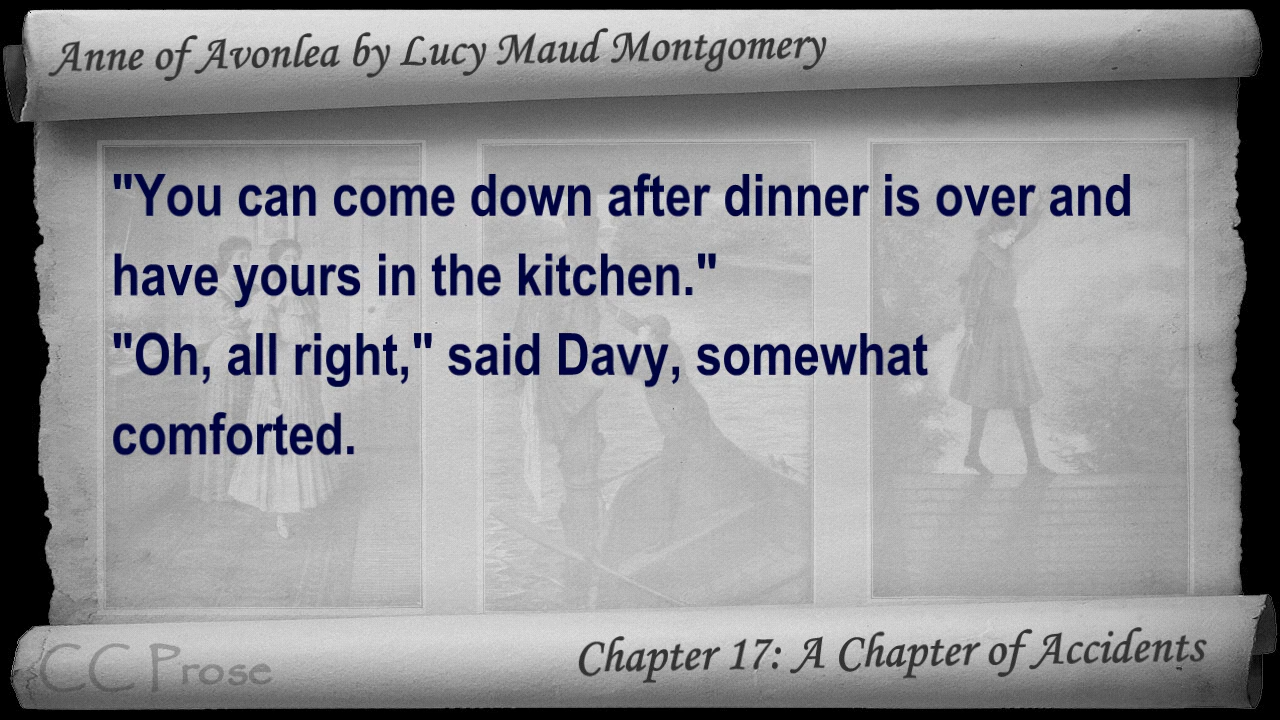 Anne of Avonlea by Lucy Maud Montgomery
"You can come down after dinner is over and
have yours in the kitchen."
"Oh, all right," said Davy, somewhat
comforted.
CC Prose
Chapter 17: A Chapter of Accidents